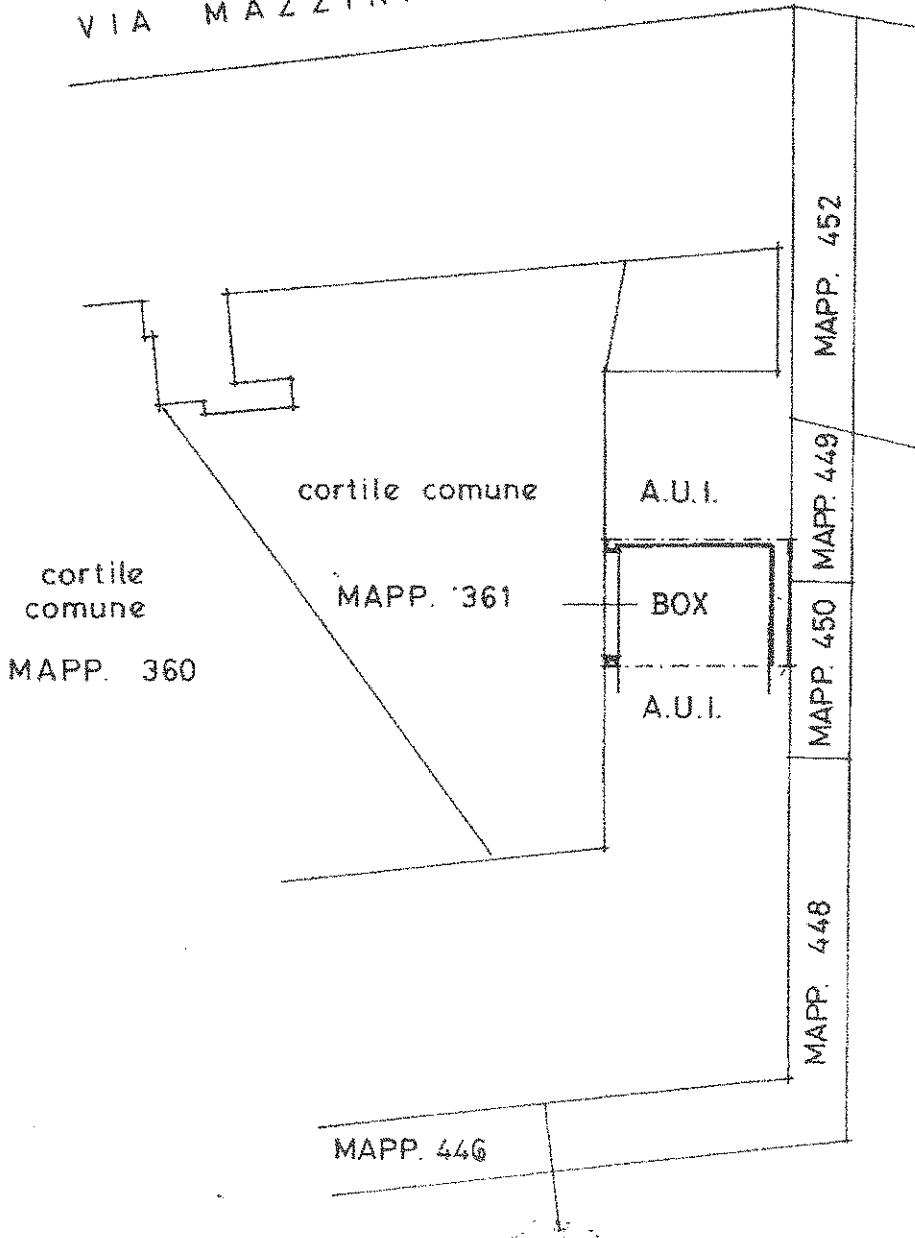 VIA MAZZINI
MAPP. 452
cortile comune
A.U.I.
MAPP. 449
cortile
comune
MAPP. 361
BOX
MAPP. 450
MAPP. 360
A.U.I.
MAPP. 448
MAPP. 446